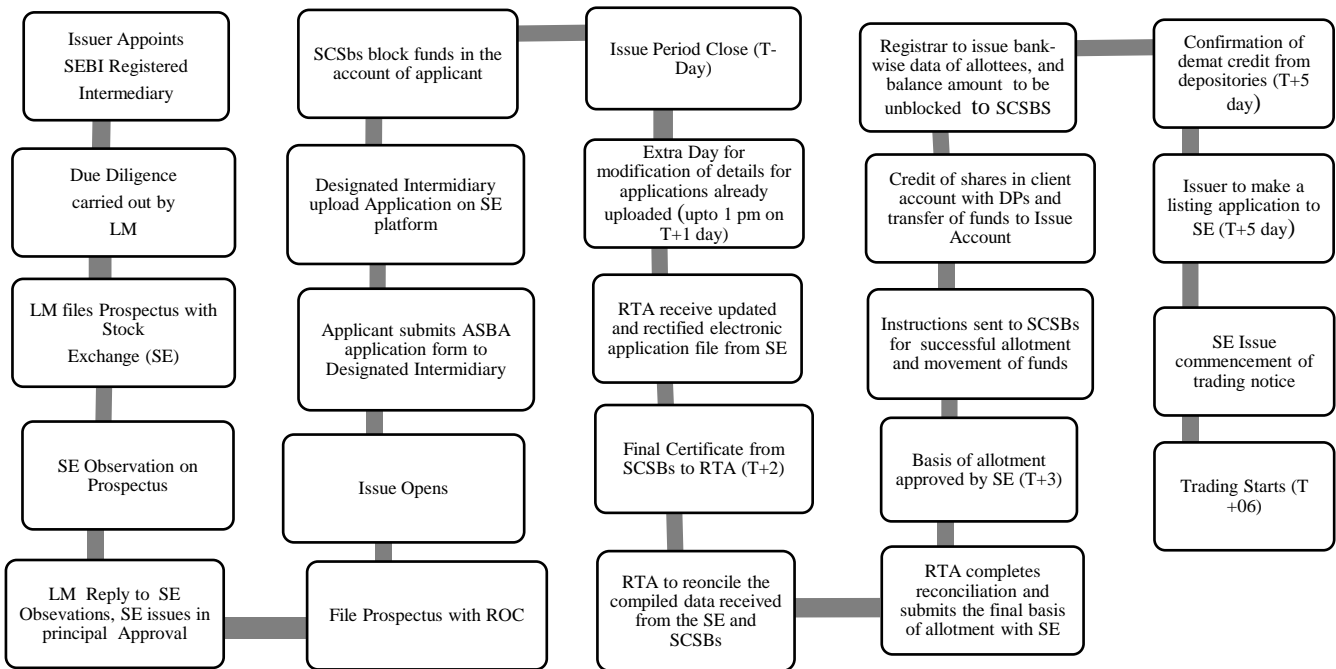 Issuer Appoints
SEBI Registered
Intermediary
Due Diligence
carried out by
LM
LM files Prospectus with
Stock
Exchange (SE)
SE Observation on
Prospectus
LM Reply to SE
Obsevations, SE issues in
principal Approval
File Prospectus with ROC
Issue Opens
Applicant submits ASBA
application form to
Designated Intermidiary
Designated Intermidiary
upload Application on SE
platform
SCSbs block funds in the
account of applicant
Issue Period Close (T-
Day)
Extra Day for
modification of details for
applications already
uploaded (upto 1 pm on
T+1 day)
RTA receive updated
and rectified electronic
application file from SE
Final Certificate from
SCSBs to RTA (T+2)
RTA to reconcile the
compiled data received
from the SE and
SCSBs
RTA completes
reconciliation and
submits the final basis
of allotment with SE
Basis of allotment
approved by SE (T+3)
Instructions sent to SCSBs
for successful allotment
and movement of funds
Credit of shares in client
account with DPs and
transfer of funds to Issue
Account
Registrar to issue bank-
wise data of allottees, and
balance amount to be
unblocked to SCSBS
Confirmation of
demat credit from
depositories (T+5
day)
Issuer to make a
listing application to
SE (T+5 day)
SE Issue
commencement of
trading notice
Trading Starts (T
+06)